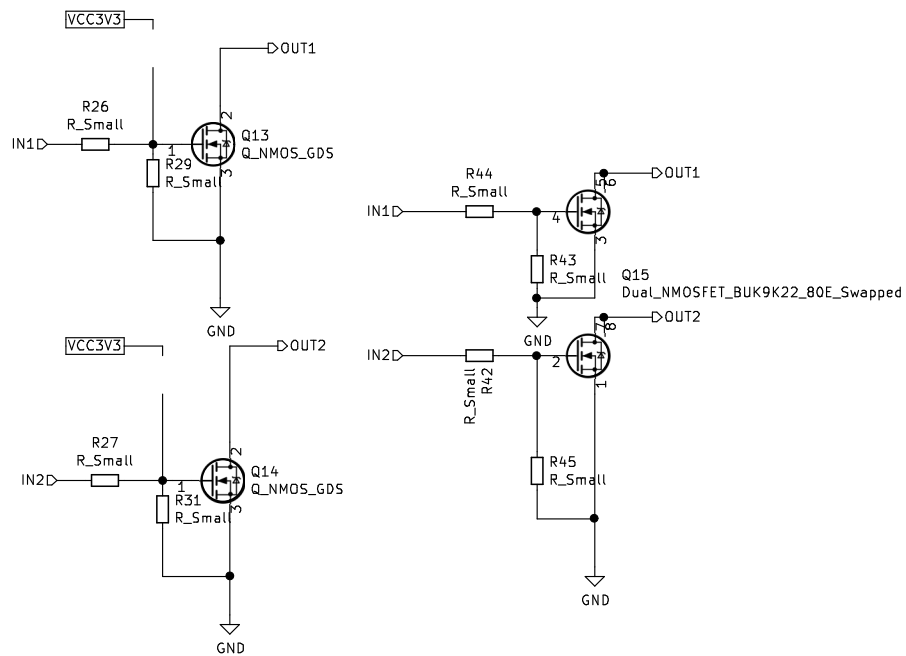 VCC3V3
OUT1
R26
R_Small
IN1
1
2
Q13
Q_NMOS_GDS
3
R29
R_Small
GND
VCC3V3
OUT2
R27
R_Small
IN2
1
2
Q14
Q_NMOS_GDS
3
R31
R_Small
GND
R44
R_Small
IN1
4
5
6
OUT1
3
R43
R_Small
GND
Q15
Dual_NMOSFET_BUK9K22_80E_Swapped
7
8
OUT2
IN2
R_Small
R42
2
1
R45
R_Small
GND